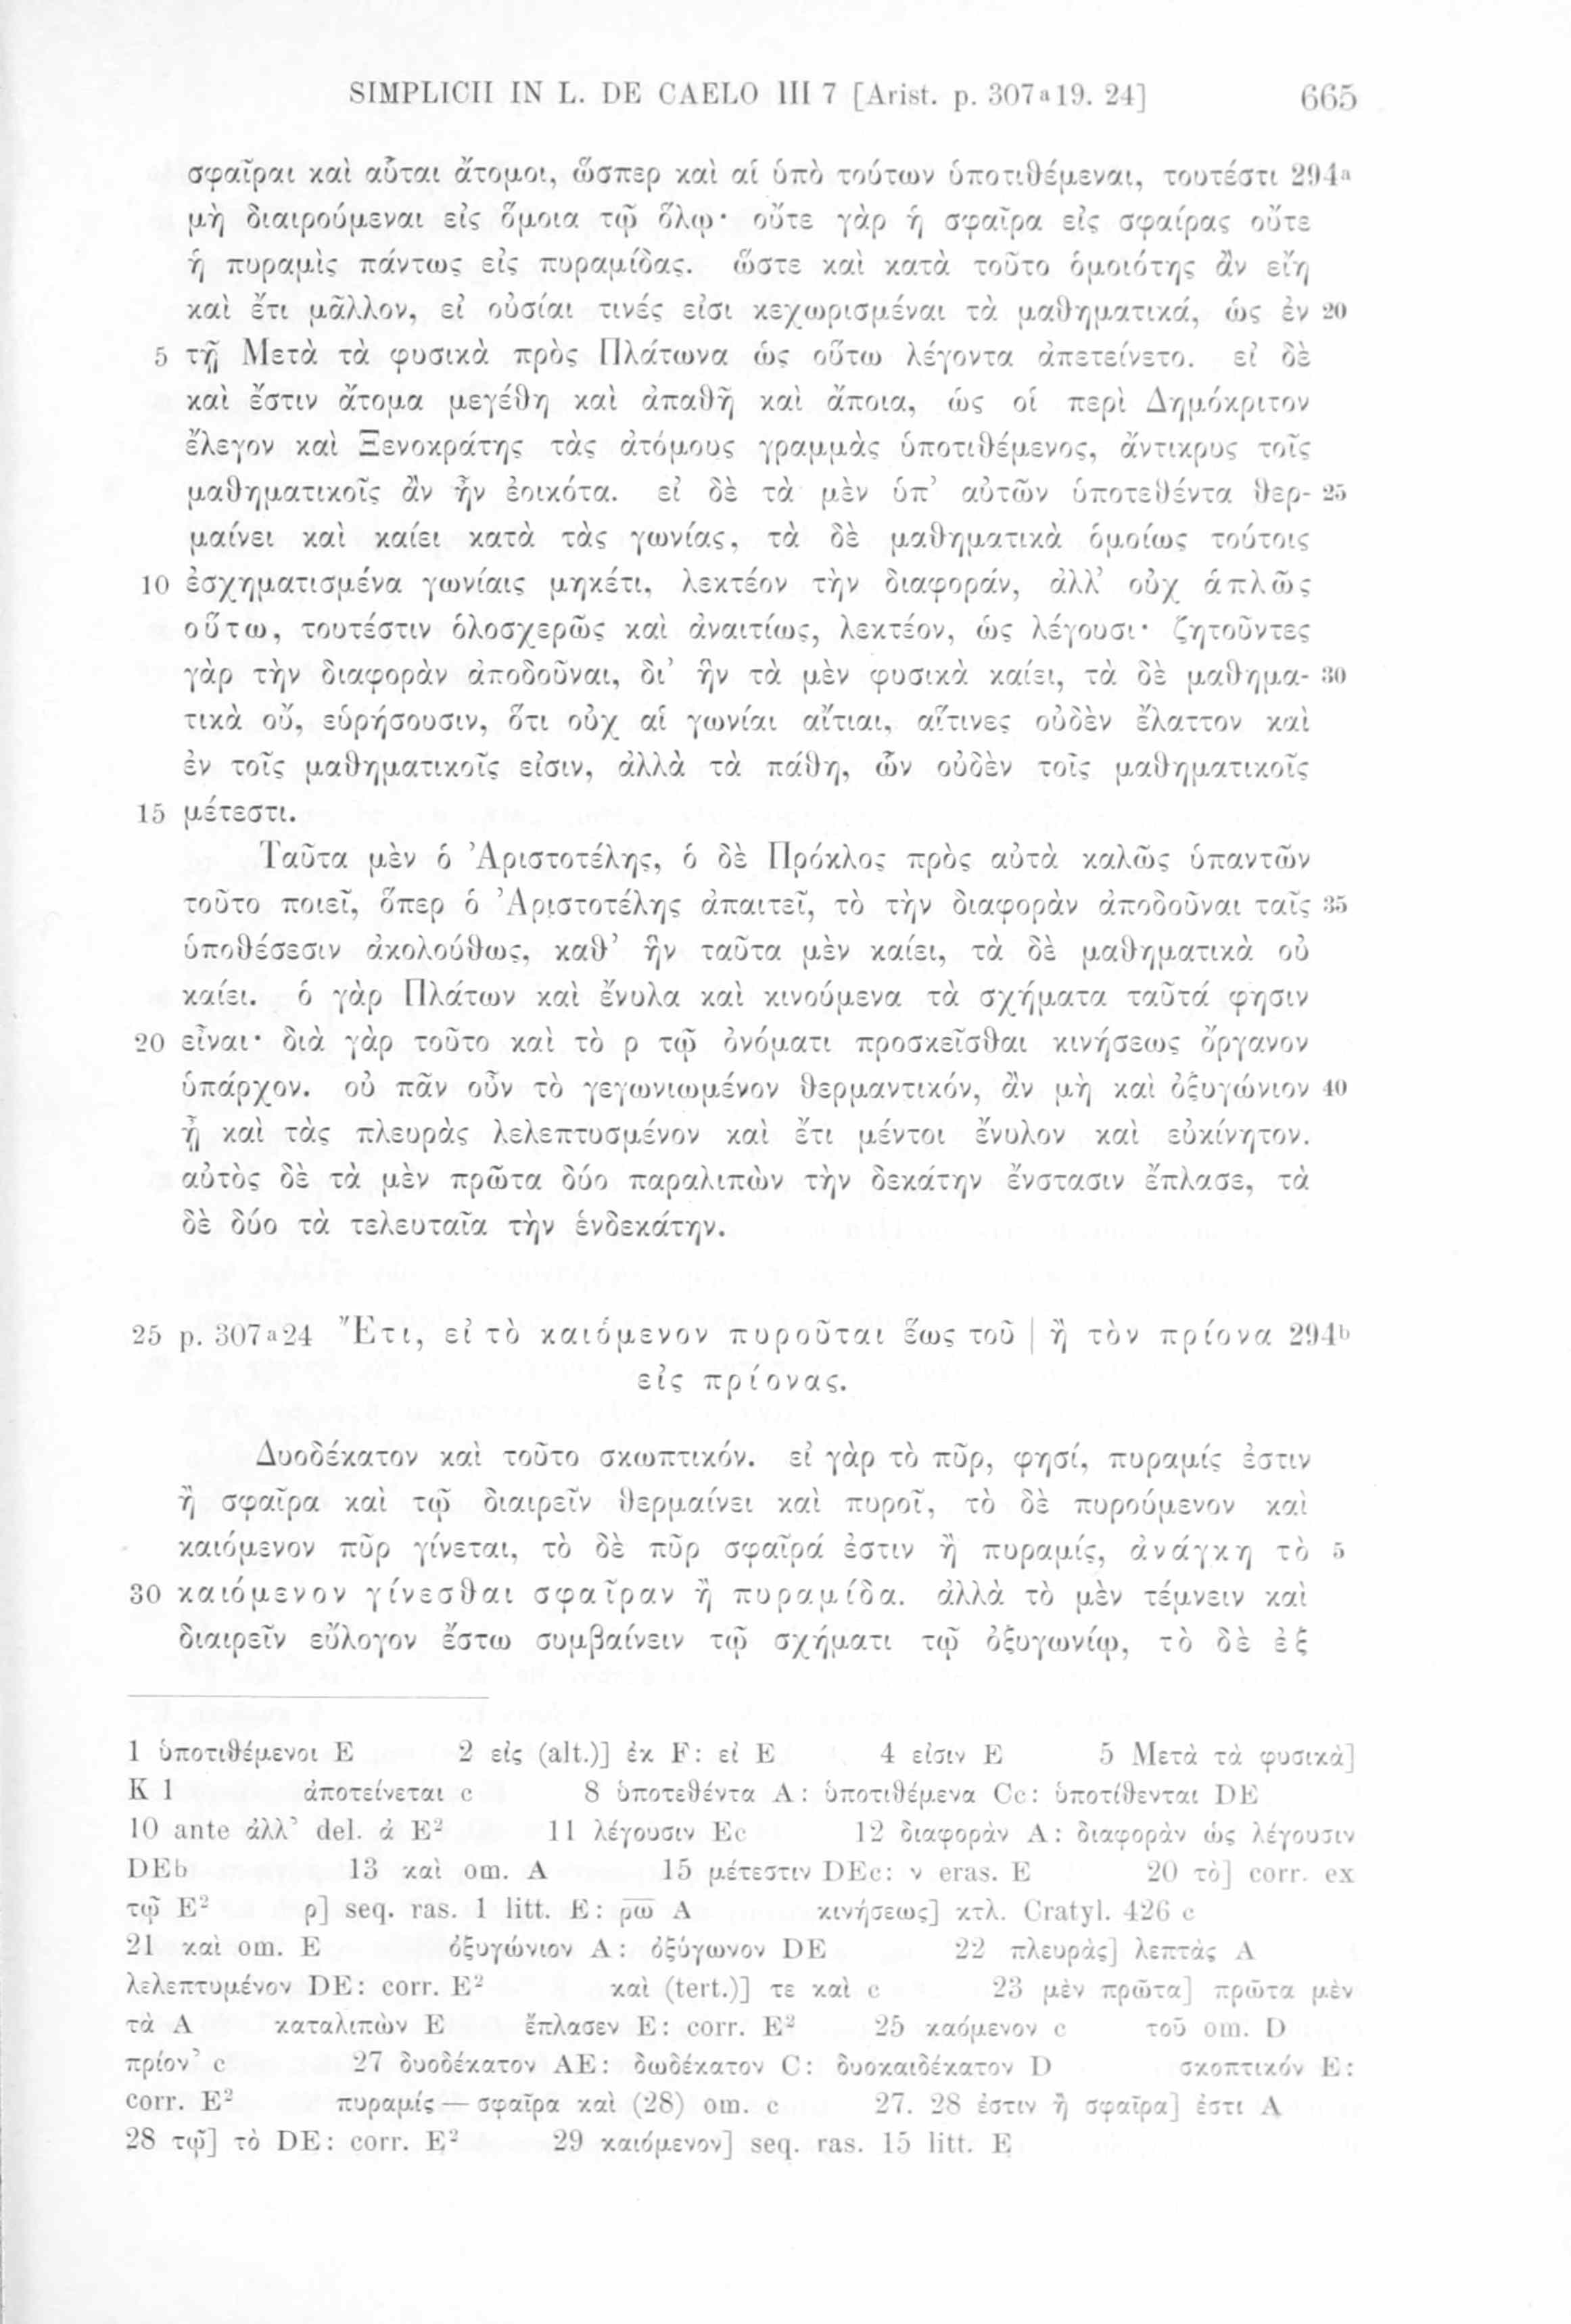 SIMPLICII IN L. DE CAELO III 7 [Arist. p. 307a19. 24] 665
σφαῖραι καὶ αὗται ἄτομοι, ὥσπερ καὶ αἱ ὑπὸ τούτων ὑποτιθέμεναι, τουτέστι 294a
μὴ διαιρούμεναι εἰς ὅμοια τῷ ὅλῳ· οὔτε γὰρ ἡ σφαῖρα εἰς σφαίρας οὔτε
ἡ πυραμὶς πάντως εἰς πυραμίδας. ὥστε καὶ κατὰ τοῦτο ὁμοιότης ἂν εἴη
καὶ ἔτι μᾶλλον, εἰ οὐσίαι τινές εἰσι κεχωρισμέναι τὰ μαθηματικά, ὡς ἐν 20
5 τῇ Μετὰ τὰ φυσικὰ πρὸς Πλάτωνα ὡς οὕτω λέγοντα ἀπετείνετο. εἰ δὲ
καὶ ἔστιν ἄτομα μεγέθη καὶ ἀπαθῆ καὶ ἄποια, ὡς οἱ περὶ Δημόκριτον
ἔλεγον καὶ Ξενοκράτης τὰς ἀτόμους γραμμὰς ὑποτιθέμενος, ἄντικρυς τοῖς
μαθηματικοῖς ἂν ἦν ἐοικότα. εἰ δὲ τὰ μὲν ὑπ’ αὐτῶν ὑποτεθέντα θερ- 25
μαίνει καὶ καίει κατὰ τὰς γωνίας, τὰ δὲ μαθηματικὰ ὁμοίως τούτοις
10 ἐσχηματισμένα γωνίαις μηκέτι, λεκτέον τὴν διαφοράν, ἀλλ’ οὐχ ἁπλῶς
οὕτω, τουτέστιν ὁλοσχερῶς καὶ ἀναιτίως, λεκτέον, ὡς λέγουσι· ζητοῦντες
γὰρ τὴν διαφορὰν ἀποδοῦναι, δι’ ἣν τὰ μὲν φυσικὰ καίει, τὰ δὲ μαθημα- 30
τικὰ οὔ, εὑρήσουσιν, ὅτι οὐχ αἱ γωνίαι αἴτιαι, αἵτινες οὐδὲν ἔλαττον καὶ
ἐν τοῖς μαθηματικοῖς εἰσιν, ἀλλὰ τὰ πάθη, ὧν οὐδὲν τοῖς μαθηματικοῖς
15 μέτεστι.
Ταῦτα μὲν ὁ Ἀριστοτέλης, ὁ δὲ Πρόκλος πρὸς αὐτὰ καλῶς ὑπαντῶν
τοῦτο ποιεῖ, ὅπερ ὁ Ἀριστοτέλης ἀπαιτεῖ, τὸ τὴν διαφορὰν ἀποδοῦναι ταῖς 35
ὑποθέσεσιν ἀκολούθως, καθ’ ἣν ταῦτα μὲν καίει, τὰ δὲ μαθηματικὰ οὐ
καίει. ὁ γὰρ Πλάτων καὶ ἔνυλα καὶ κινούμενα τὰ σχήματα ταῦτά φησιν
20 εἶναι· διὰ γὰρ τοῦτο καὶ τὸ ρ τῷ ὀνόματι προσκεῖσθαι κινήσεως ὄργανον
ὑπάρχον. οὐ πᾶν οὖν τὸ γεγωνιωμένον θερμαντικόν, ἂν μὴ καὶ ὀξυγώνιον 40
ᾖ καὶ τὰς πλευρὰς λελεπτυσμένον καὶ ἔτι μέντοι ἔνυλον καὶ εὐκίνητον.
αὐτὸς δὲ τὰ μὲν πρῶτα δύο παραλιπὼν τὴν δεκάτην ἔνστασιν ἔπλασε, τὰ
δὲ δύο τὰ τελευταῖα τὴν ἑνδεκάτην.
25 p. 307a24 Ἔτι, εἰ τὸ καιόμενον πυροῦται ἕως τοῦ | ἢ τὸν πρίονα 294b
εἰς πρίονας.
Δυοδέκατον καὶ τοῦτο σκωπτικόν. εἰ γὰρ τὸ πῦρ, φησί, πυραμίς ἐστιν
ἢ σφαῖρα καὶ τῷ διαιρεῖν θερμαίνει καὶ πυροῖ, τὸ δὲ πυρούμενον καὶ
καιόμενον πῦρ γίνεται, τὸ δὲ πῦρ σφαῖρά ἐστιν ἢ πυραμίς, ἀνάγκη τὸ 5
30 καιόμενον γίνεσθαι σφαῖραν ἢ πυραμίδα. ἀλλὰ τὸ μὲν τέμνειν καὶ
διαιρεῖν εὔλογον ἔστω συμβαίνειν τῷ σχήματι τῷ ὀξυγωνίῳ, τὸ δὲ ἐξ
1 ὑποτιθέμενοι E 2 εἰς (alt.)] ἐκ F: εἰ E 4 εἰσιν E 5 Μετὰ τὰ φυσικὰ]
K 1 ἀποτείνεται c 8 ὑποτεθέντα A: ὑποτιθέμενα Cc: ὑποτίθενται DE
10 ante ἀλλ’ del. ἀ E² 11 λέγουσιν Ec 12 διαφορὰν A: διαφορὰν ὡς λέγουσιν
DEb 13 καὶ om. A 15 μέτεστιν DEc: ν eras. E 20 τὸ] corr. ex
τῷ E² ρ] seq. ras. 1 litt. E: ρω A κινήσεως] κτλ. Cratyl. 426 c
21 καὶ om. E ὀξυγώνιον A: ὀξύγωνον DE 22 πλευρὰς] λεπτὰς A
λελεπτυμένον DE: corr. E² καὶ (tert.)] τε καὶ c 23 μὲν πρῶτα] πρῶτα μὲν
τὰ A καταλιπὼν E ἔπλασεν E: corr. E² 25 καόμενον c τοῦ om. D
πρίον’ c 27 δυοδέκατον AE: δωδέκατον C: δυοκαιδέκατον D σκοπτικόν E:
corr. E² πυραμίς — σφαῖρα καὶ (28) om. c 27. 28 ἐστιν ἢ σφαῖρα] ἐστι A
28 τῷ] τὸ DE: corr. E² 29 καιόμενον] seq. ras. 15 litt. E